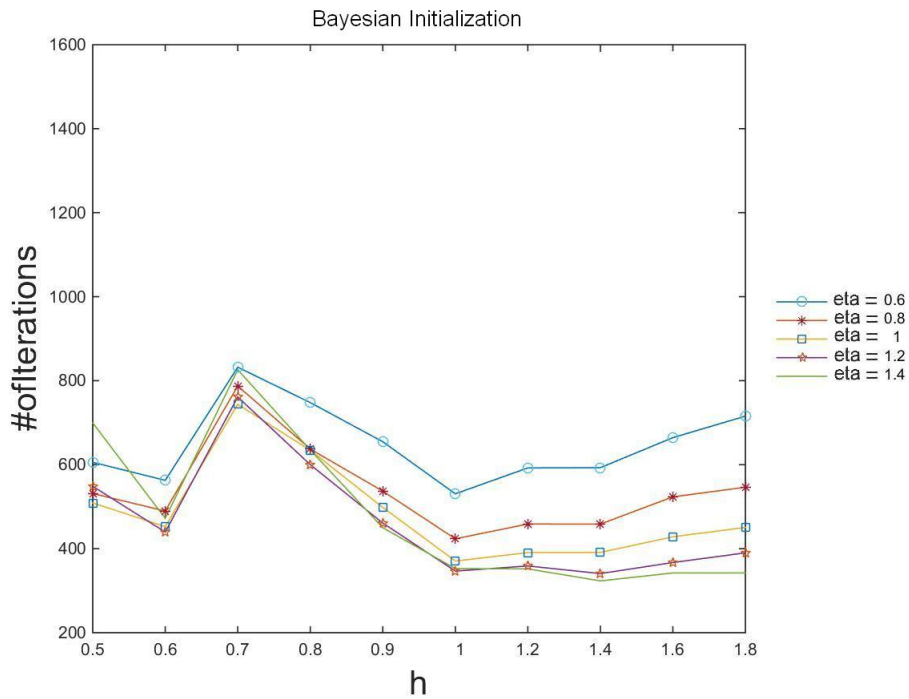 Bayesian Initialization
1600
1400
1200
1000
800
600
400
200
#ofIterations
0.5 0.6 0.7 0.8 0.9 1 1.2 1.4 1.6 1.8
h
eta = 0.6
eta = 0.8
eta = 1
eta = 1.2
eta = 1.4